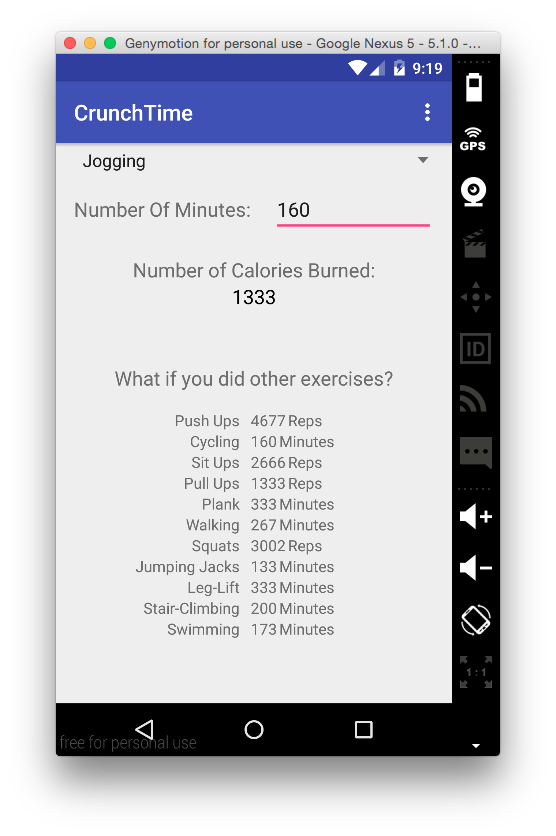 Genymotion for personal use - Google Nexus 5 - 5.1.0 -...
9:19
CrunchTime
GPS
Jogging
Number Of Minutes: 160
Number of Calories Burned:
1333
ID
What if you did other exercises?
Push Ups 4677 Reps
Cycling 160 Minutes
Sit Ups 2666 Reps
Pull Ups 1333 Reps
Plank 333 Minutes
Walking 267 Minutes
Squats 3002 Reps
Jumping Jacks 133 Minutes
Leg-Lift 333 Minutes
Stair-Climbing 200 Minutes
Swimming 173 Minutes
1:1
free for personal use